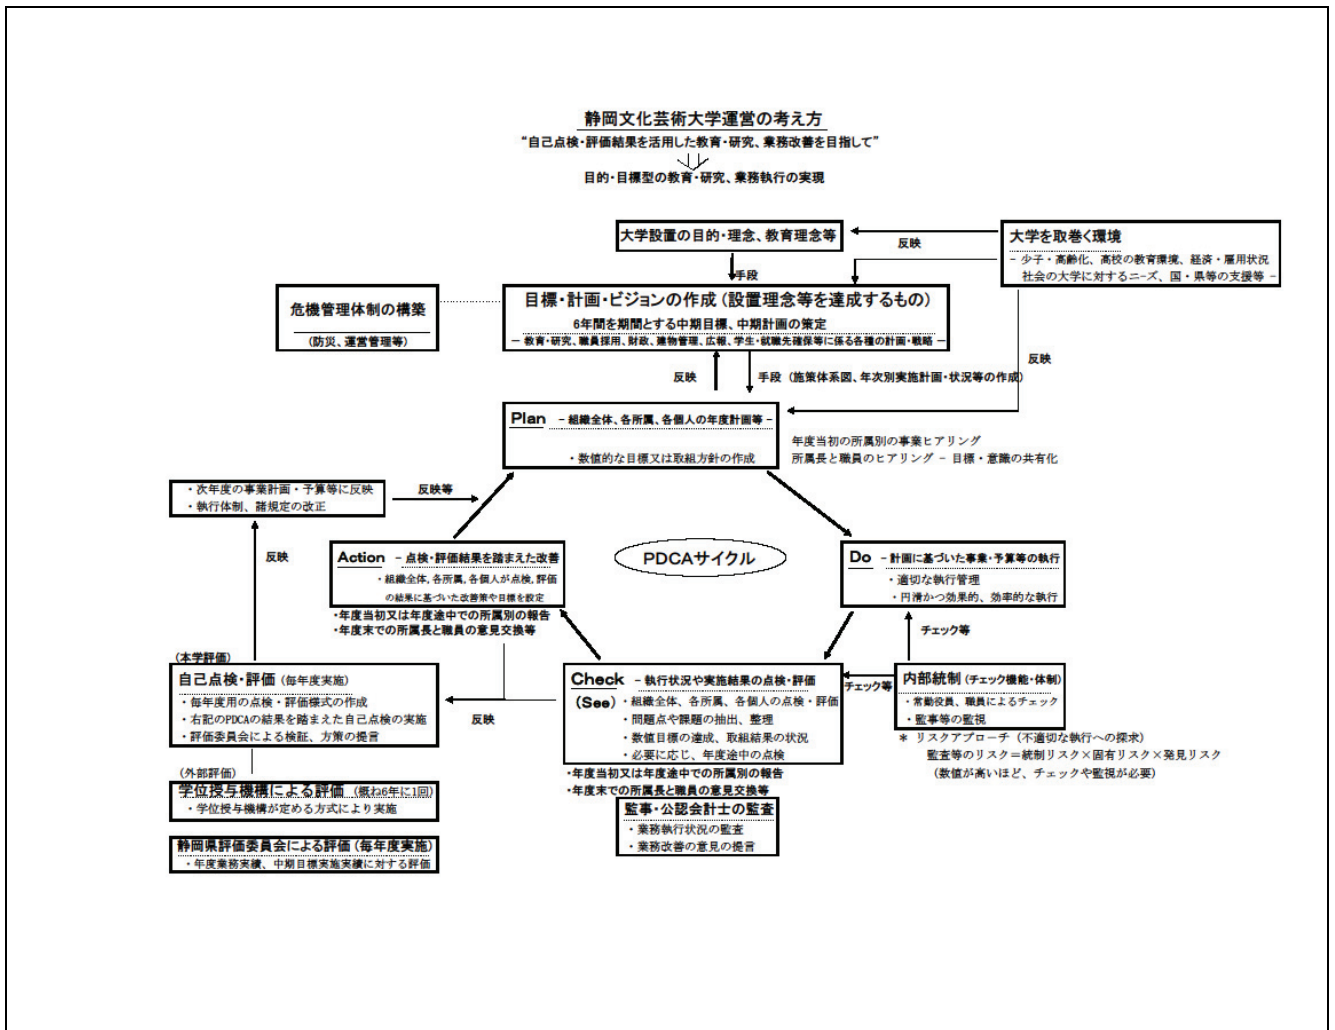 静岡文化芸術大学運営の考え方
“自己点検・評価結果を活用した教育・研究、業務改善を目指して”
目的・目標型の教育・研究、業務執行の実現
大学設置の目的・理念、教育理念等
反映
大学を取巻く環境
－ 少子・高齢化、高校の教育環境、経済・雇用状況
社会の大学に対するニーズ、国・県等の支援等 －
手段
危機管理体制の構築
（防災、運営管理等）
目標・計画・ビジョンの作成（設置理念等を達成するもの）
6年間を期間とする中期目標、中期計画の策定
－ 教育・研究、職員採用、財政、建物管理、広報、学生・就職先確保等に係る各種の計画・戦略 －
反映
反映
手段（施策体系図、年次別実施計画・状況等の作成）
Plan －組織全体、各所属、各個人の年度計画等－
・数値的な目標又は取組方針の作成
年度当初の所属別の事業ヒアリング
所属長と職員のヒアリング － 目標・意識の共有化
・次年度の事業計画・予算等に反映
・執行体制、諸規定の改正
反映等
反映
Action －点検・評価結果を踏まえた改善
・組織全体,各所属,各個人が点検,評価
の結果に基づいた改善策や目標を設定
・年度当初又は年度途中での所属別の報告
・年度末での所属長と職員の意見交換等
PDCAサイクル
Do －計画に基づいた事業・予算等の執行
・適切な執行管理
・円滑かつ効果的、効率的な執行
チェック等
（本学評価）
自己点検・評価（毎年度実施）
・毎年度用の点検・評価様式の作成
・右記のPDCAの結果を踏まえた自己点検の実施
・評価委員会による検証、方策の提言
反映
Check －執行状況や実施結果の点検・評価
（See）・組織全体、各所属、各個人の点検・評価
・問題点や課題の抽出、整理
・数値目標の達成、取組結果の状況
・必要に応じ、年度途中の点検
・年度当初又は年度途中での所属別の報告
・年度末での所属長と職員の意見交換等
チェック等
内部統制（チェック機能・体制）
・常勤役員、職員によるチェック
・監事等の監視
＊ リスクアプローチ（不適切な執行への探求）
監査等のリスク＝統制リスク×固有リスク×発見リスク
（数値が高いほど、チェックや監視が必要）
（外部評価）
学位授与機構による評価（概ね6年に1回）
・学位授与機構が定める方式により実施
監事・公認会計士の監査
・業務執行状況の監査
・業務改善の意見の提言
静岡県評価委員会による評価（毎年度実施）
・年度業務実績、中期目標実施実績に対する評価